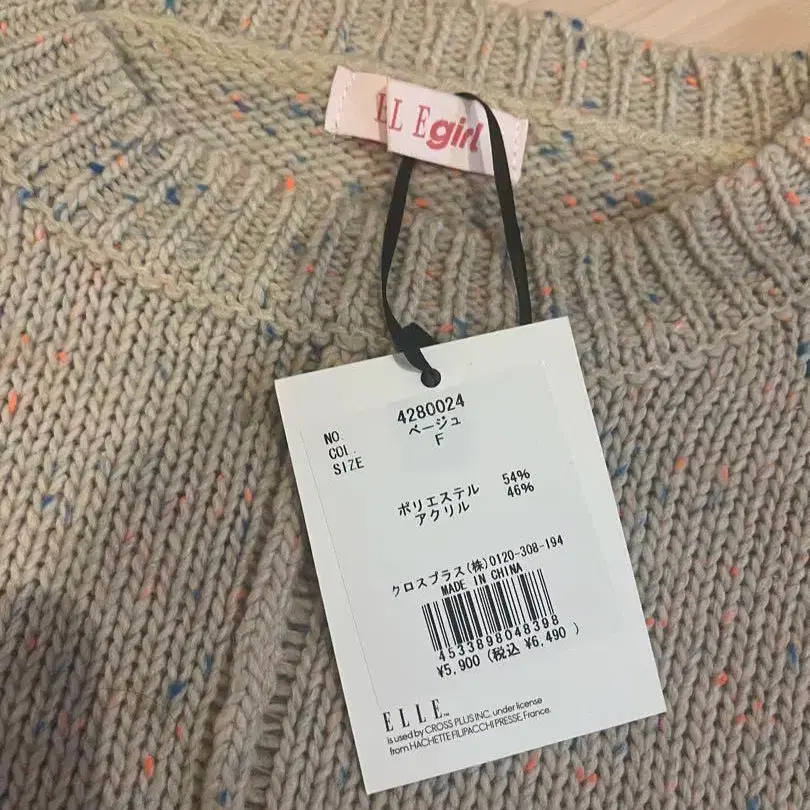 ELLEgirl
NO. 4280024
COL. ベージュ
SIZE F
ポリエステル 54%
アクリル 46%
クロスプラス(株)0120-308-194
MADE IN CHINA
4533898048398
¥5,900 (税込 ¥6,490 )
ELLE™
is used by CROSS PLUS INC. under license
from HACHETTE FILIPACCHI PRESSE, France.